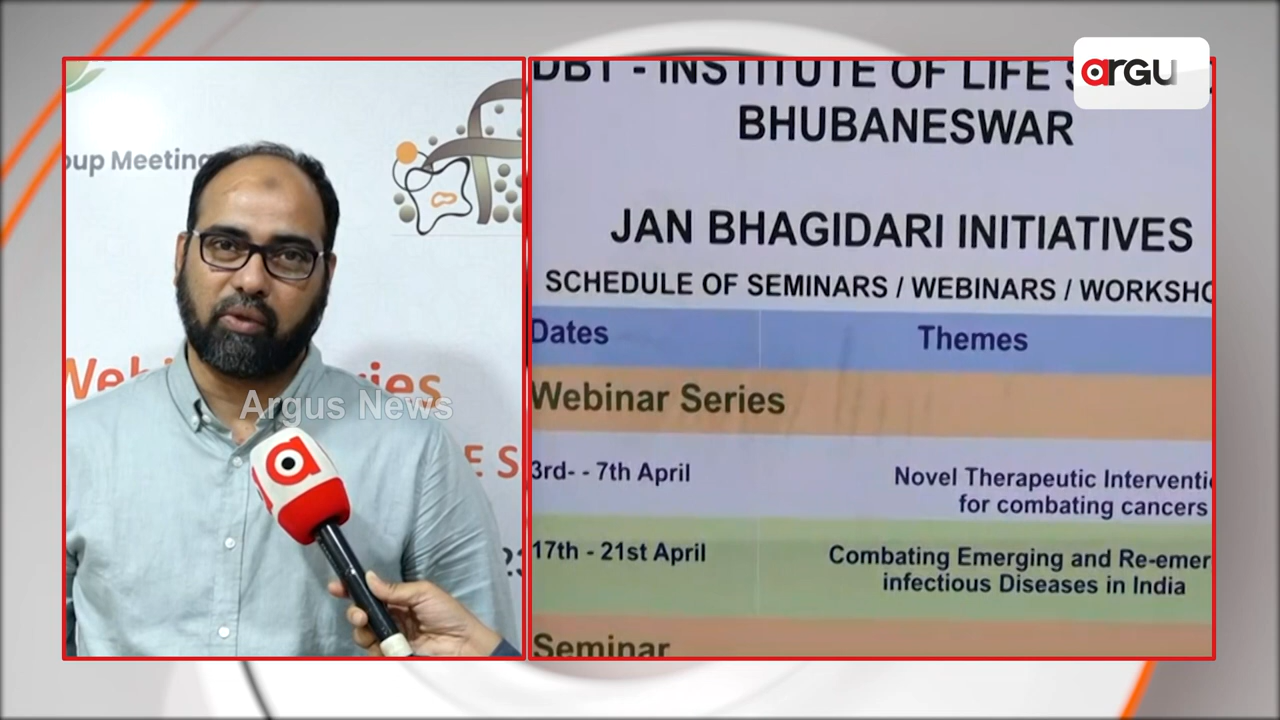 oup Meeting
Argus News
DBT - INSTITUTE OF LIFE
BHUBANESWAR
JAN BHAGIDARI INITIATIVES
SCHEDULE OF SEMINARS / WEBINARS / WORKSHO
Dates Themes
Webinar Series
3rd- - 7th April Novel Therapeutic Interventi
for combating cancers
17th - 21st April Combating Emerging and Re-emer
infectious Diseases in India
Seminar
argu